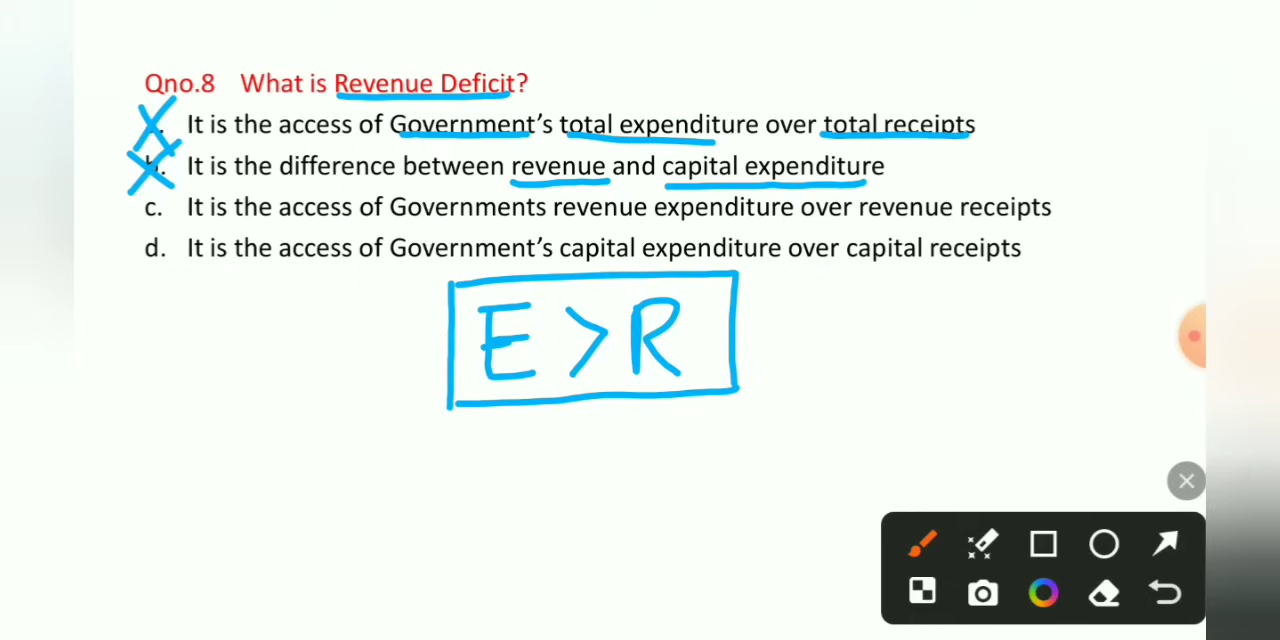 Qno.8 What is Revenue Deficit?
It is the access of Government's total expenditure over total receipts
b. It is the difference between revenue and capital expenditure
c. It is the access of Governments revenue expenditure over revenue receipts
d. It is the access of Government's capital expenditure over capital receipts
E > R